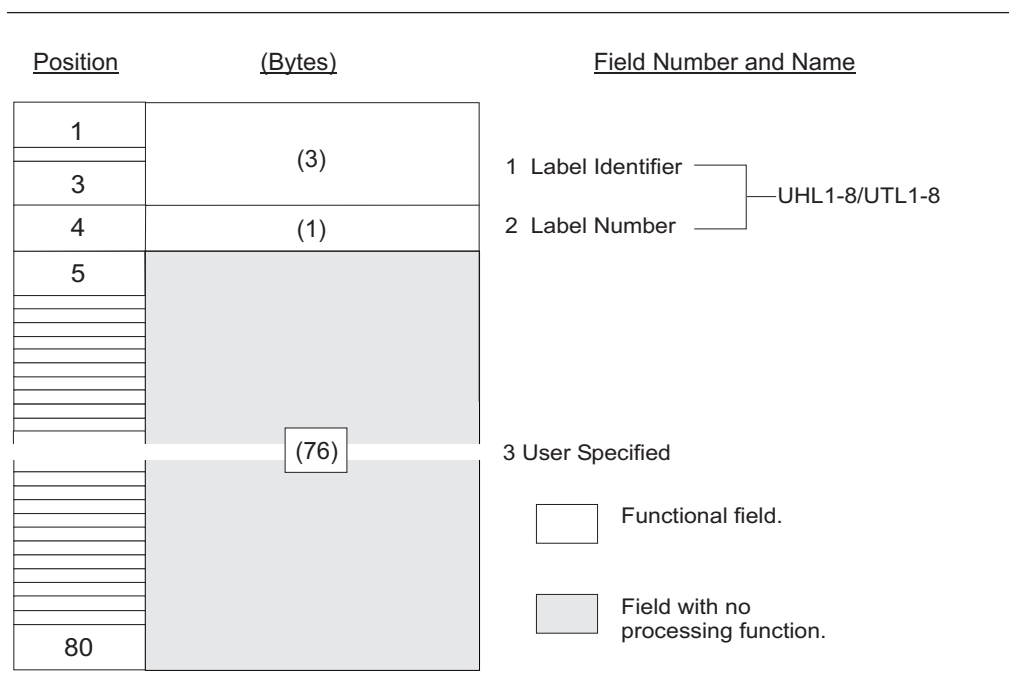 Position (Bytes) Field Number and Name
1
(3)
1 Label Identifier
3
UHL1-8/UTL1-8
4 (1) 2 Label Number
5
(76) 3 User Specified
Functional field.
Field with no
processing function.
80